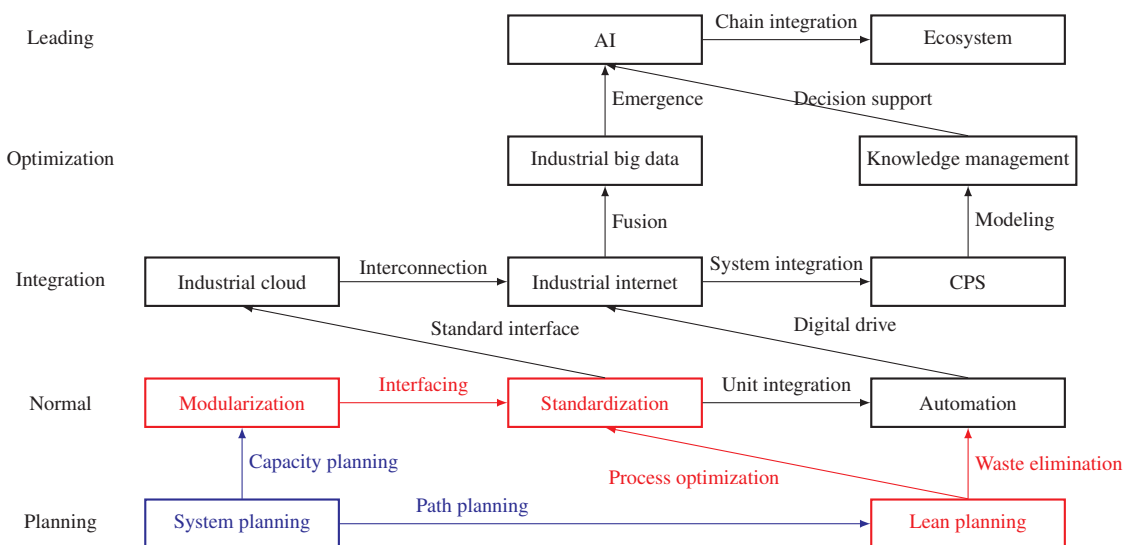 Leading
AI
Chain integration
Ecosystem
Emergence
Decision support
Optimization
Industrial big data
Knowledge management
Fusion
Modeling
Integration
Industrial cloud
Interconnection
Industrial internet
System integration
CPS
Standard interface
Digital drive
Normal
Modularization
Interfacing
Standardization
Unit integration
Automation
Capacity planning
Process optimization
Waste elimination
Planning
System planning
Path planning
Lean planning